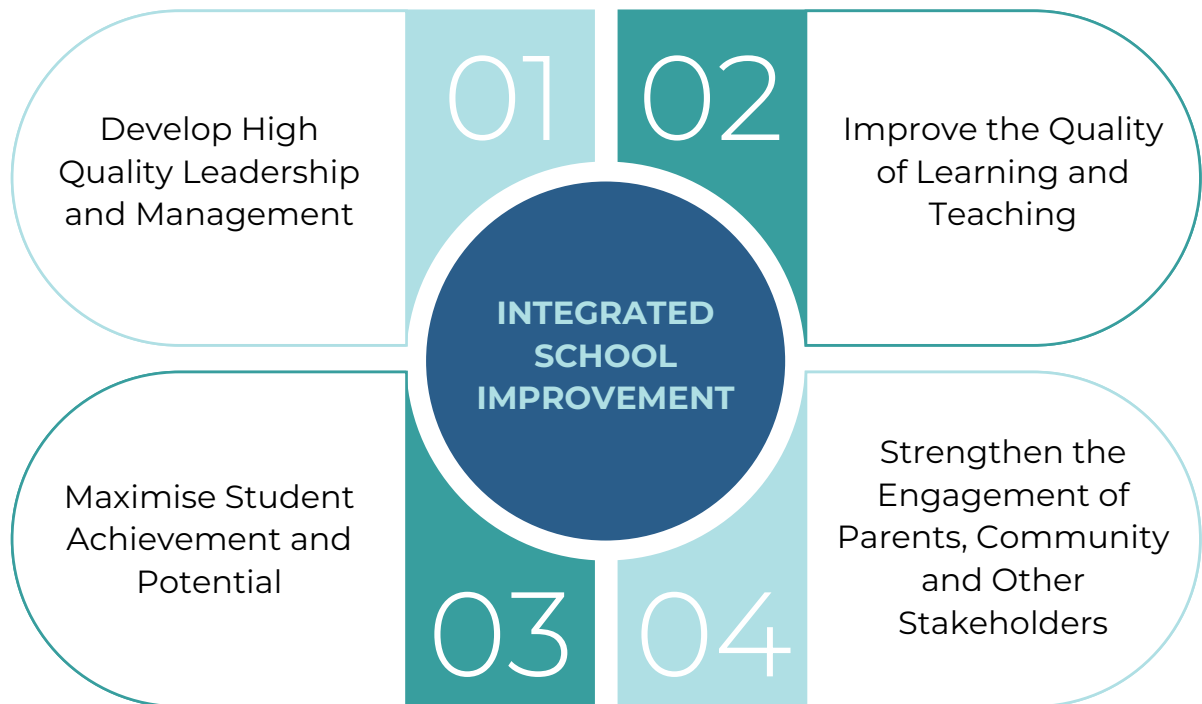 01
Develop High
Quality Leadership
and Management
02
Improve the Quality
of Learning and
Teaching
INTEGRATED
SCHOOL
IMPROVEMENT
Maximise Student
Achievement and
Potential
03
Strengthen the
Engagement of
Parents, Community
and Other
Stakeholders
04